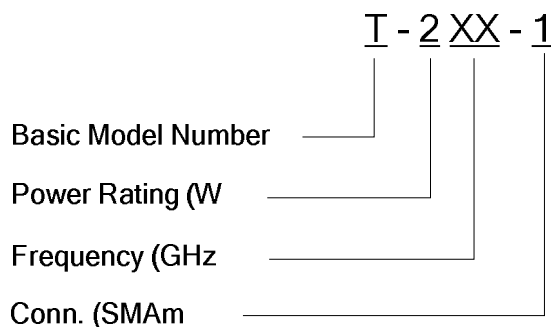 T - 2 XX - 1
Basic Model Number
Power Rating (W
Frequency (GHz
Conn. (SMAm